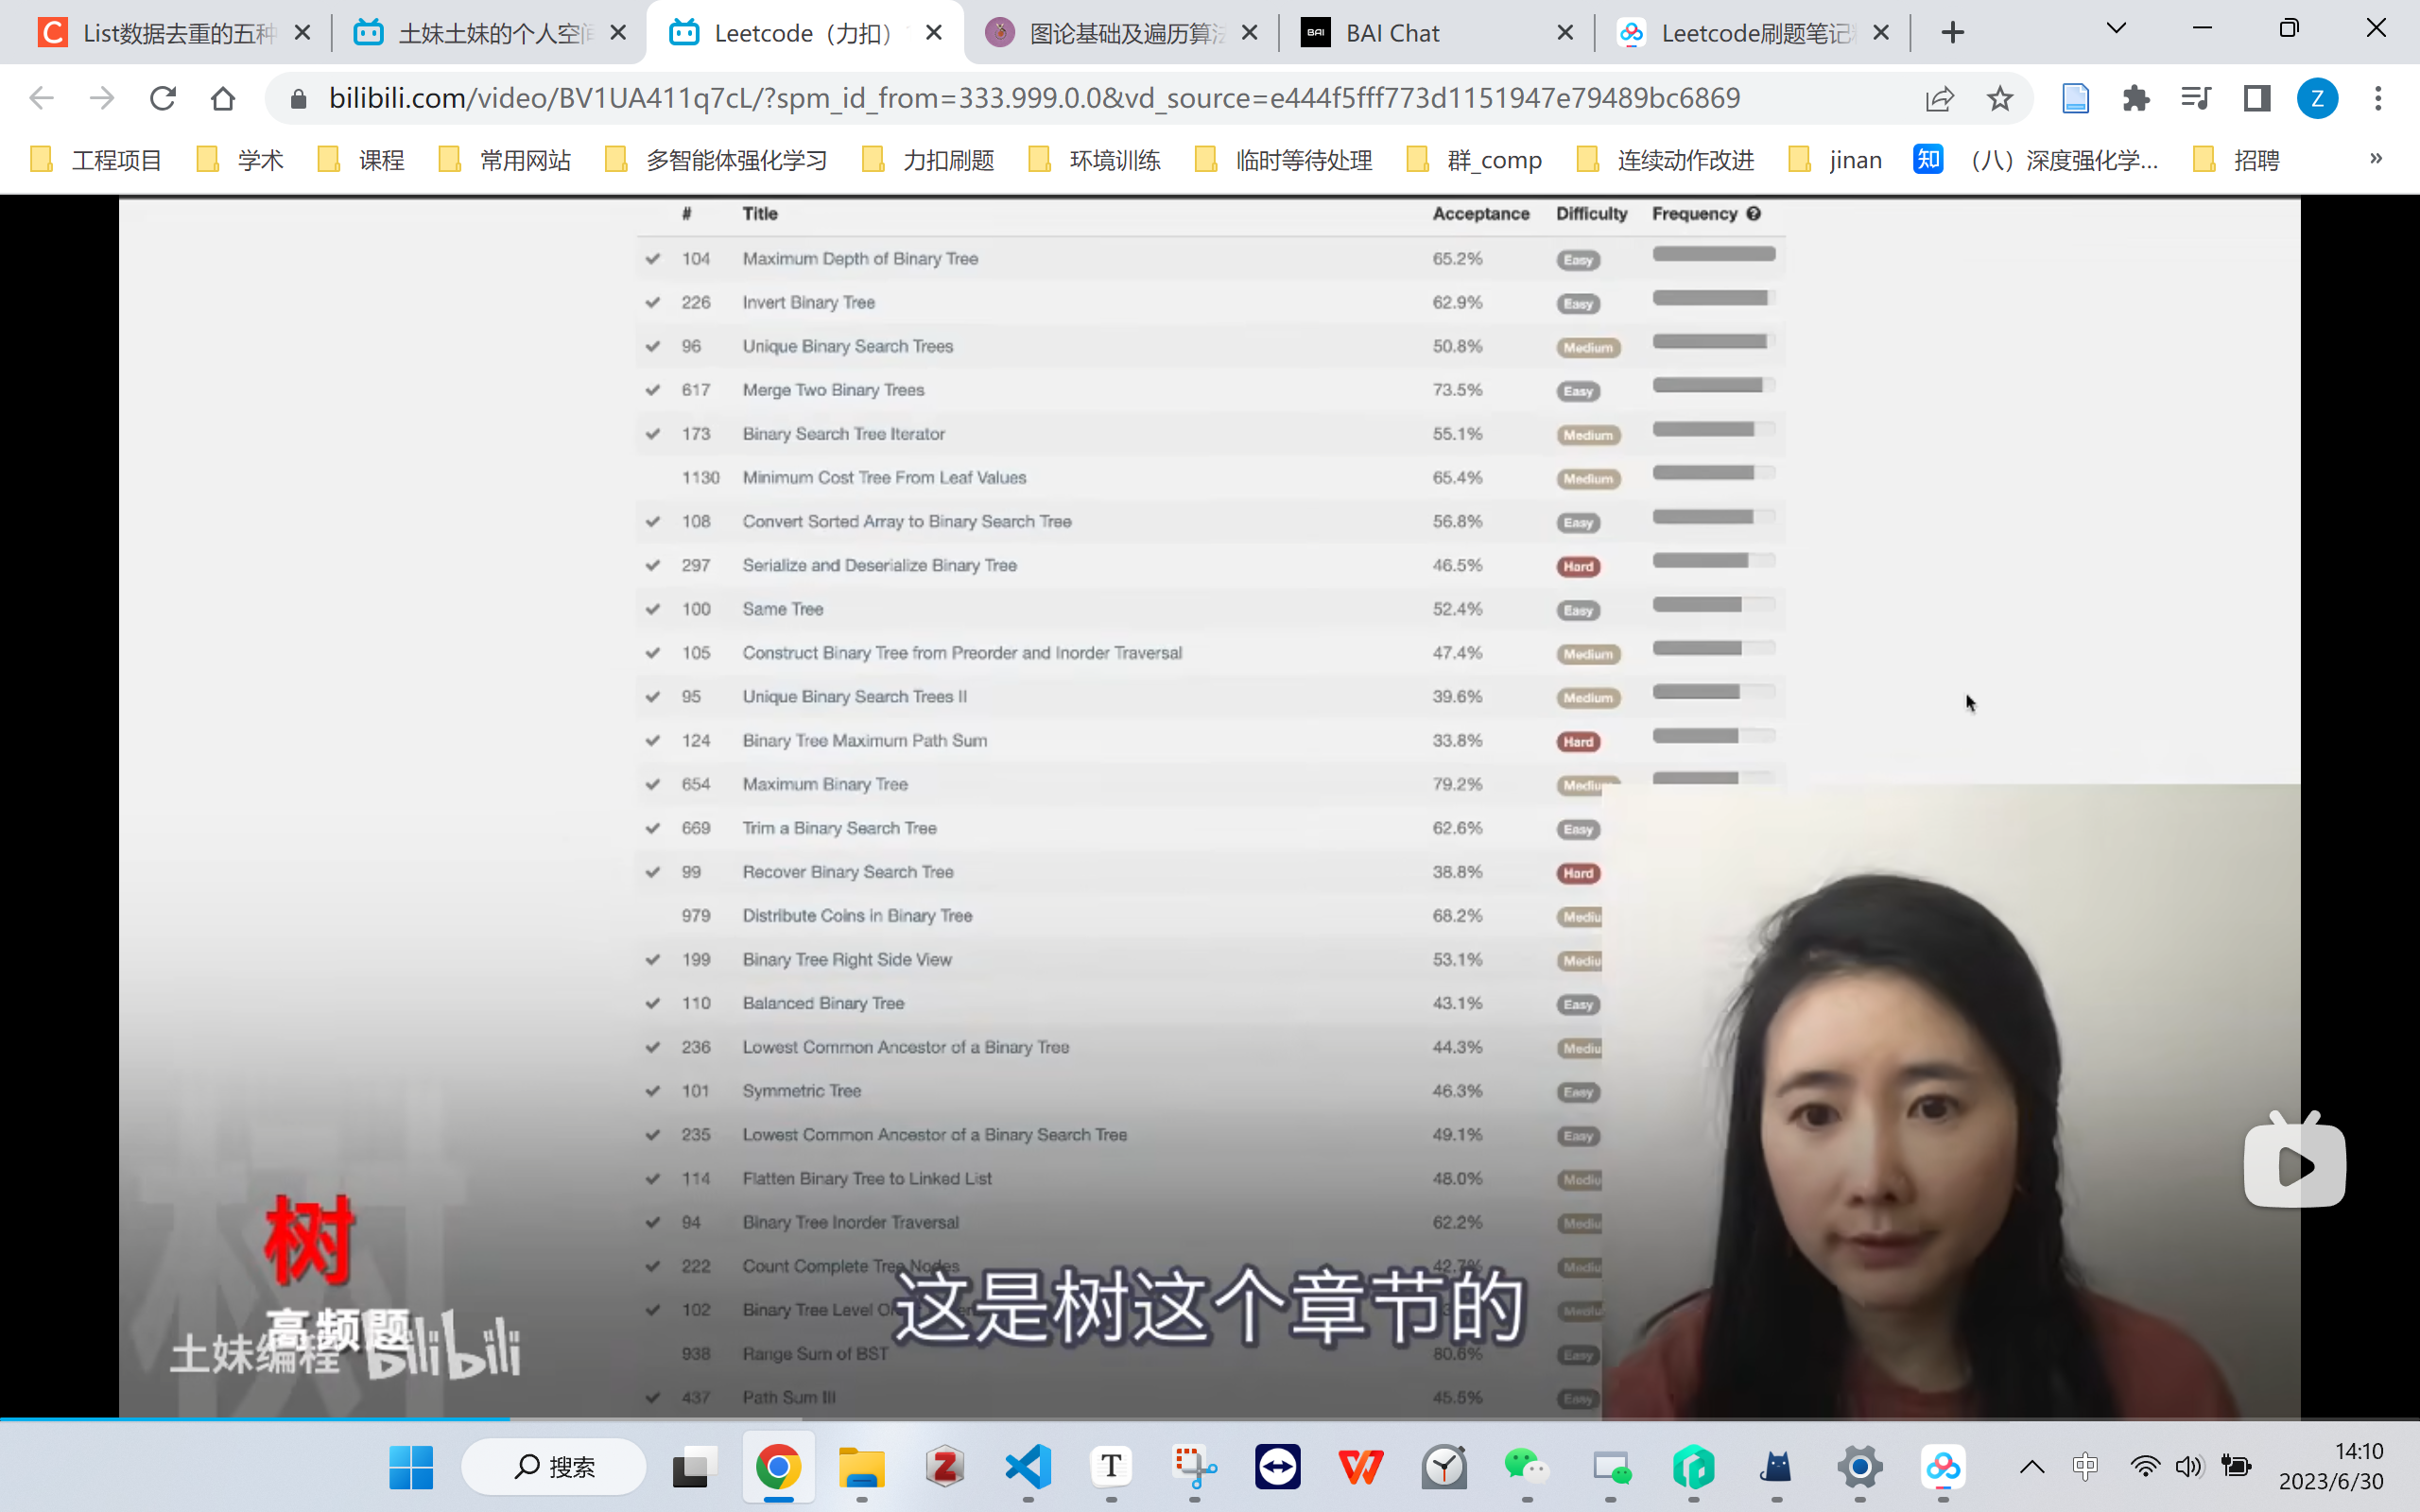 List数据去重的五种
土妹土妹的个人空间
Leetcode（力扣）
图论基础及遍历算法
BAI Chat
Leetcode刷题笔记
bilibili.com/video/BV1UA411q7cL/?spm_id_from=333.999.0.0&vd_source=e444f5fff773d1151947e79489bc6869
Z
工程项目 学术 课程 常用网站 多智能体强化学习 力扣刷题 环境训练 临时等待处理 群_comp 连续动作改进 jinan 知 （八）深度强化学... 招聘 »
# Title Acceptance Difficulty Frequency
104 Maximum Depth of Binary Tree 65.2% Easy
226 Invert Binary Tree 62.9% Easy
96 Unique Binary Search Trees 50.8% Medium
617 Merge Two Binary Trees 73.5% Easy
173 Binary Search Tree Iterator 55.1% Medium
1130 Minimum Cost Tree From Leaf Values 65.4% Medium
108 Convert Sorted Array to Binary Search Tree 56.8% Easy
297 Serialize and Deserialize Binary Tree 46.5% Hard
100 Same Tree 52.4% Easy
105 Construct Binary Tree from Preorder and Inorder Traversal 47.4% Medium
95 Unique Binary Search Trees II 39.6% Medium
124 Binary Tree Maximum Path Sum 33.8% Hard
654 Maximum Binary Tree 79.2% Mediu
669 Trim a Binary Search Tree 62.6% Easy
99 Recover Binary Search Tree 38.8% Hard
979 Distribute Coins in Binary Tree 68.2% Mediu
199 Binary Tree Right Side View 53.1% Mediu
110 Balanced Binary Tree 43.1% Easy
236 Lowest Common Ancestor of a Binary Tree 44.3% Mediu
101 Symmetric Tree 46.3% Easy
235 Lowest Common Ancestor of a Binary Search Tree 49.1% Easy
114 Flatten Binary Tree to Linked List 48.0% Mediu
94 Binary Tree Inorder Traversal 62.2% Mediu
222 Count Complete Tree Nodes 42.7% Mediu
102 Binary Tree Level Mediu
938 Range Sum of BST 80.6% Easy
437 Path Sum III 45.5% Easy
树
高频题
土妹编程 bilibili
这是树这个章节的
搜索
中
14:10
2023/6/30